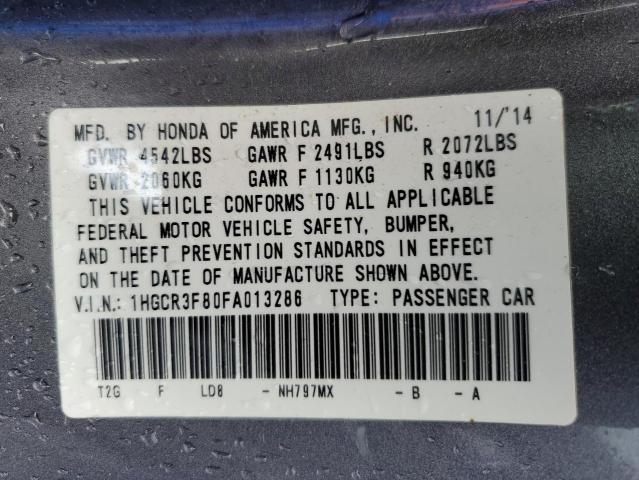 MFD. BY HONDA OF AMERICA MFG., INC. 11/'14
GVWR 4542LBS GAWR F 2491LBS R 2072LBS
GVWR 2060KG GAWR F 1130KG R 940KG
THIS VEHICLE CONFORMS TO ALL APPLICABLE
FEDERAL MOTOR VEHICLE SAFETY, BUMPER,
AND THEFT PREVENTION STANDARDS IN EFFECT
ON THE DATE OF MANUFACTURE SHOWN ABOVE.
V.I.N.: 1HGCR3F80FA013286 TYPE: PASSENGER CAR
T2G F LD8 - NH797MX - B - A